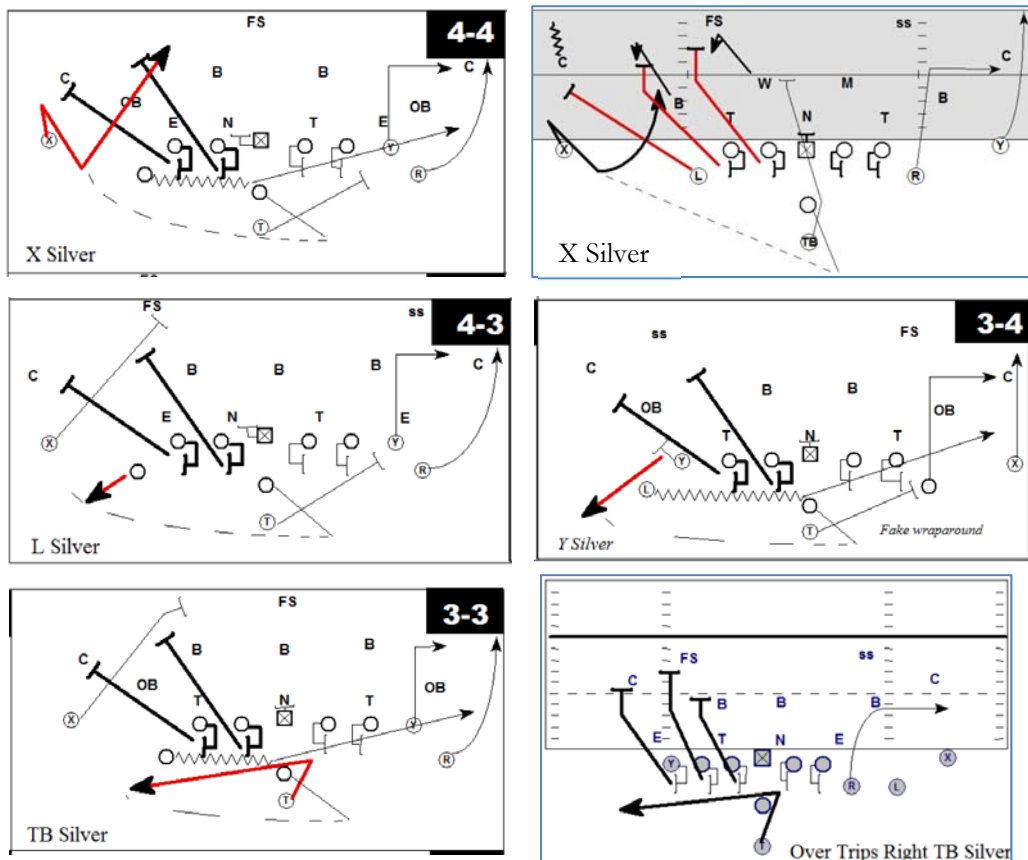 FS 4-4
C B B C
OB OB
E N T E
X Y
R
T
X Silver
FS ss
C C
W M
B B
T N T
X Y
L R
TB
X Silver
FS ss 4-3
C B B B C
E N T E
X Y
R
T
L Silver
ss FS 3-4
C B B C
OB OB
T N T
Y X
L
T Fake wraparound
Y Silver
FS 3-3
C B B B C
OB OB
T N T
X Y
R
T
TB Silver
FS ss
C C
B B B
E T N E
Y X
R L
T
Over Trips Right TB Silver